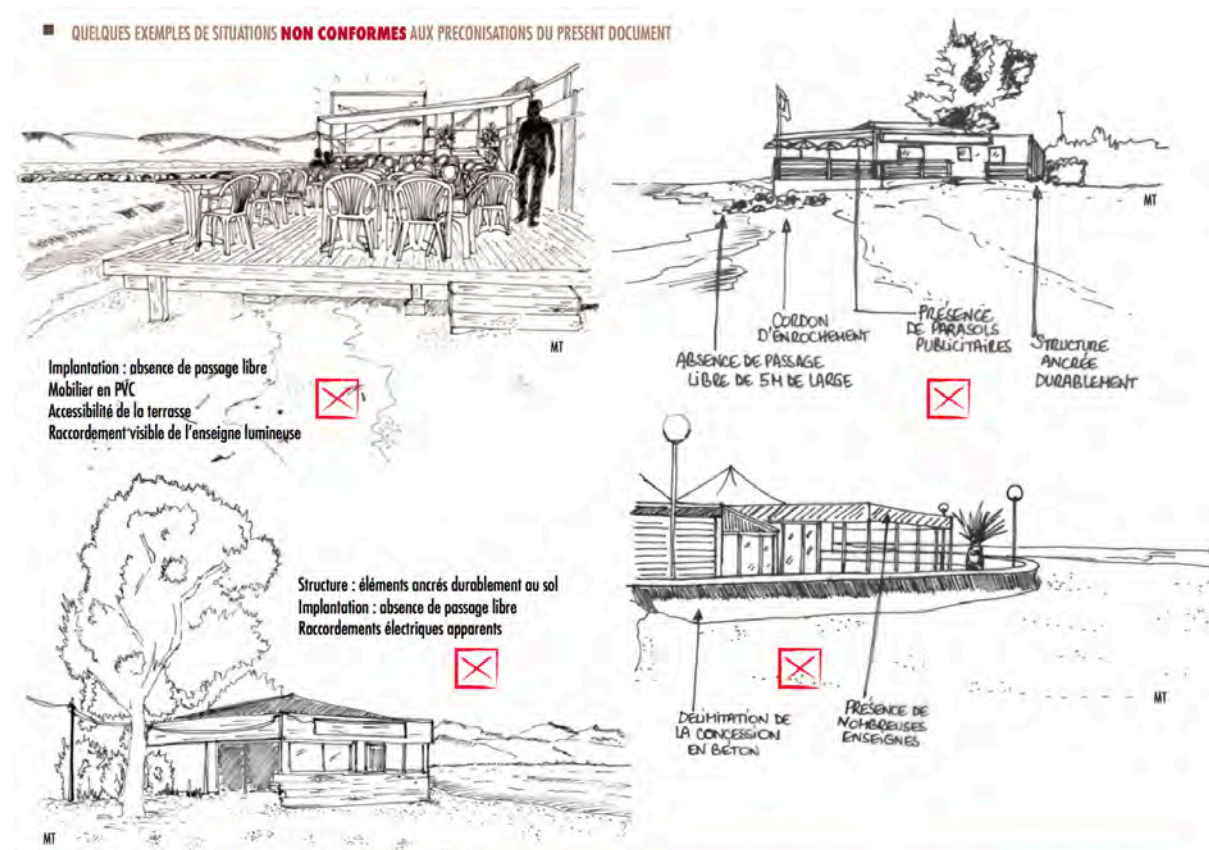 QUELQUES EXEMPLES DE SITUATIONS NON CONFORMES AUX PRECONISATIONS DU PRESENT DOCUMENT
MT
Implantation : absence de passage libre
Mobilier en PVC
Accessibilité de la terrasse
Raccordement visible de l'enseigne lumineuse
MT
CORDON
D'ENROCHEMENT
ABSENCE DE PASSAGE
LIBRE DE 5M DE LARGE
PRÉSENCE
DE PARASOLS
PUBLICITAIRES
STRUCTURE
ANCRÉE
DURABLEMENT
Structure : éléments ancrés durablement au sol
Implantation : absence de passage libre
Raccordements électriques apparents
MT
DÉLIMITATION DE
LA CONCESSION
EN BÉTON
PRÉSENCE DE
NOMBREUSES
ENSEIGNES
MT